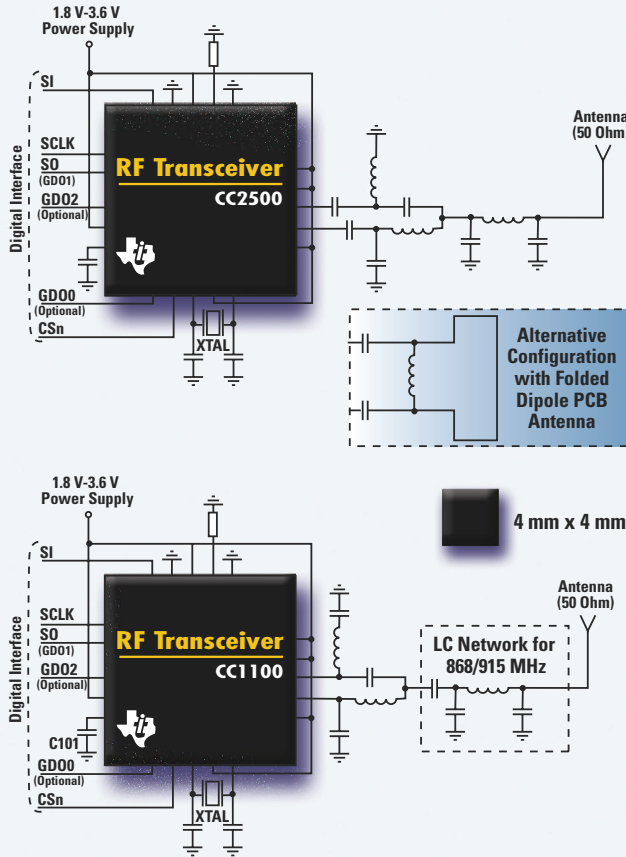 1.8 V-3.6 V
Power Supply
SI
SCLK
SO
(GDO1)
GDO2
(Optional)
GDO0
(Optional)
CSn
Digital Interface
RF Transceiver
CC2500
XTAL
Antenna
(50 Ohm)
Alternative
Configuration
with Folded
Dipole PCB
Antenna
1.8 V-3.6 V
Power Supply
4 mm x 4 mm
SI
SCLK
SO
(GDO1)
GDO2
(Optional)
C101
GDO0
(Optional)
CSn
Digital Interface
RF Transceiver
CC1100
XTAL
LC Network for
868/915 MHz
Antenna
(50 Ohm)